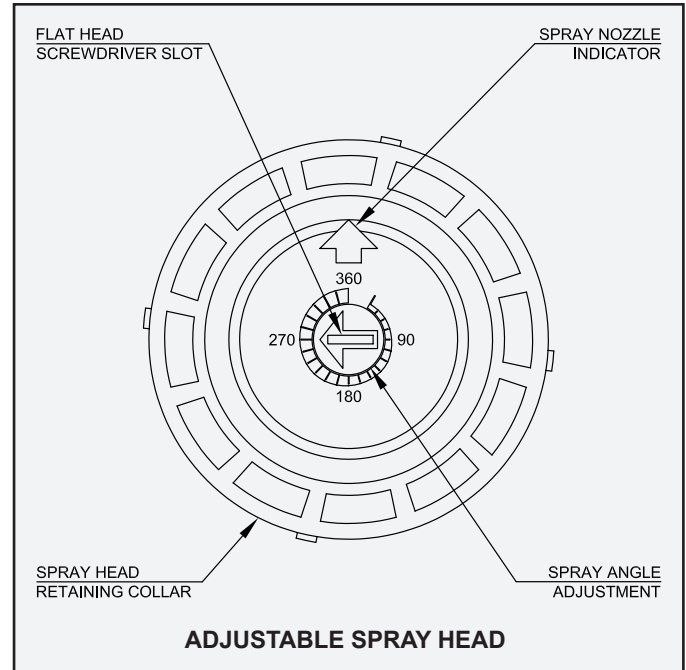 FLAT HEAD
SCREWDRIVER SLOT
SPRAY NOZZLE
INDICATOR
360
270
90
180
SPRAY HEAD
RETAINING COLLAR
SPRAY ANGLE
ADJUSTMENT
ADJUSTABLE SPRAY HEAD